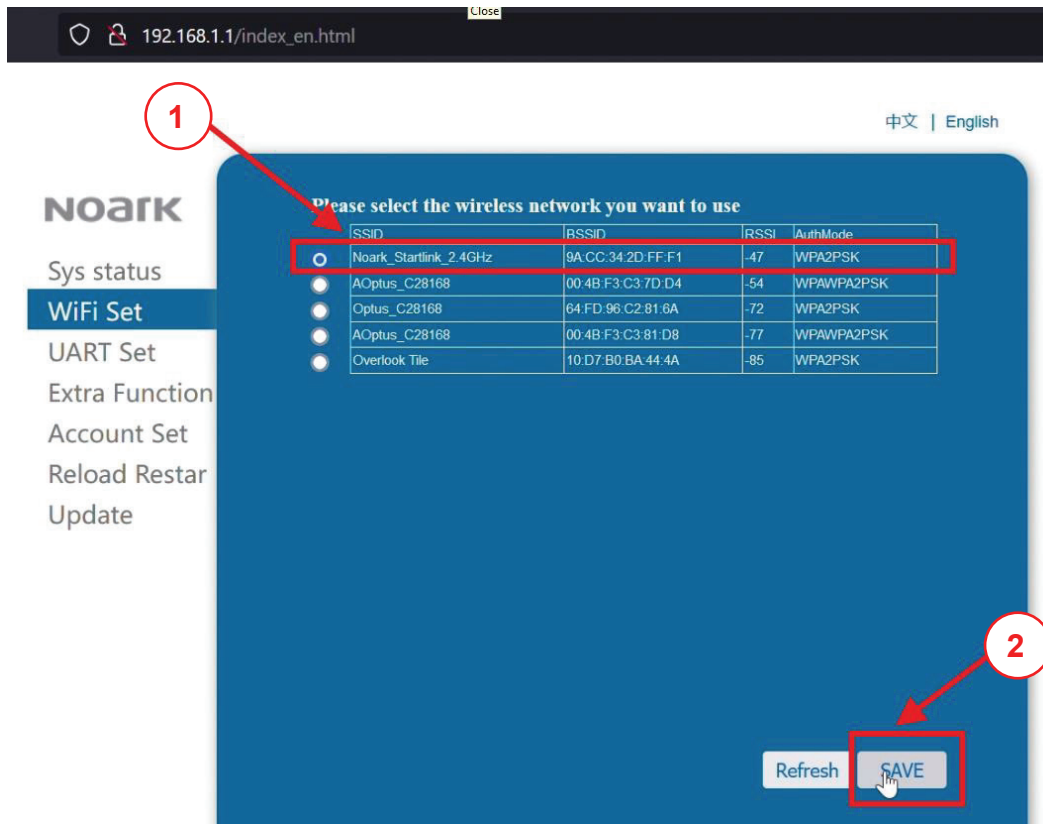 Close
192.168.1.1/index_en.html
1
中文 | English
NOARK
Please select the wireless network you want to use
SSID BSSID RSSI AuthMode
Noark_Startlink_2.4GHz 9A:CC:34:2D:FF:F1 -47 WPA2PSK
AOptus_C28168 00:4B:F3:C3:7D:D4 -54 WPAWPA2PSK
Optus_C28168 64:FD:96:C2:81:6A -72 WPA2PSK
AOptus_C28168 00:4B:F3:C3:81:D8 -77 WPAWPA2PSK
Overlook Tile 10:D7:B0:BA:44:4A -85 WPA2PSK
Sys status
WiFi Set
UART Set
Extra Function
Account Set
Reload Restar
Update
2
Refresh SAVE